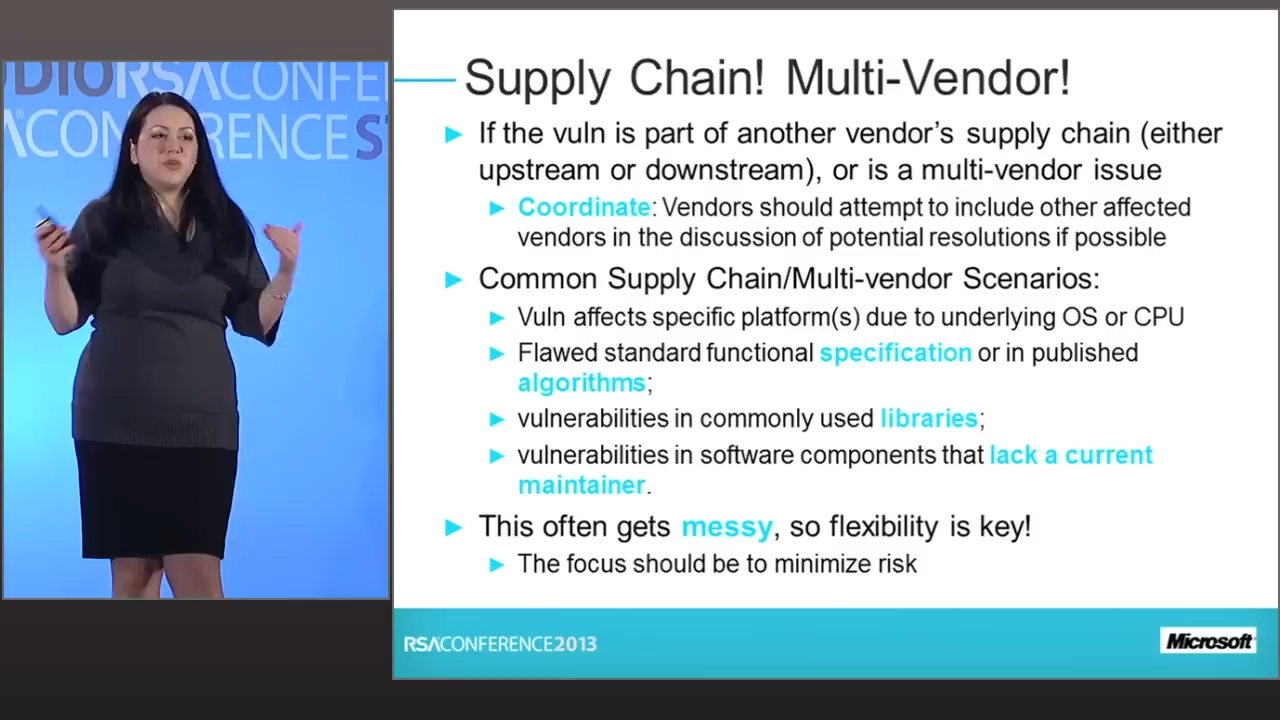 UDIO RSACONFE
RSACONFERENCE ST
Supply Chain! Multi-Vendor!
If the vuln is part of another vendor’s supply chain (either
upstream or downstream), or is a multi-vendor issue
Coordinate: Vendors should attempt to include other affected
vendors in the discussion of potential resolutions if possible
Common Supply Chain/Multi-vendor Scenarios:
Vuln affects specific platform(s) due to underlying OS or CPU
Flawed standard functional specification or in published
algorithms;
vulnerabilities in commonly used libraries;
vulnerabilities in software components that lack a current
maintainer.
This often gets messy, so flexibility is key!
The focus should be to minimize risk
RSACONFERENCE2013
Microsoft